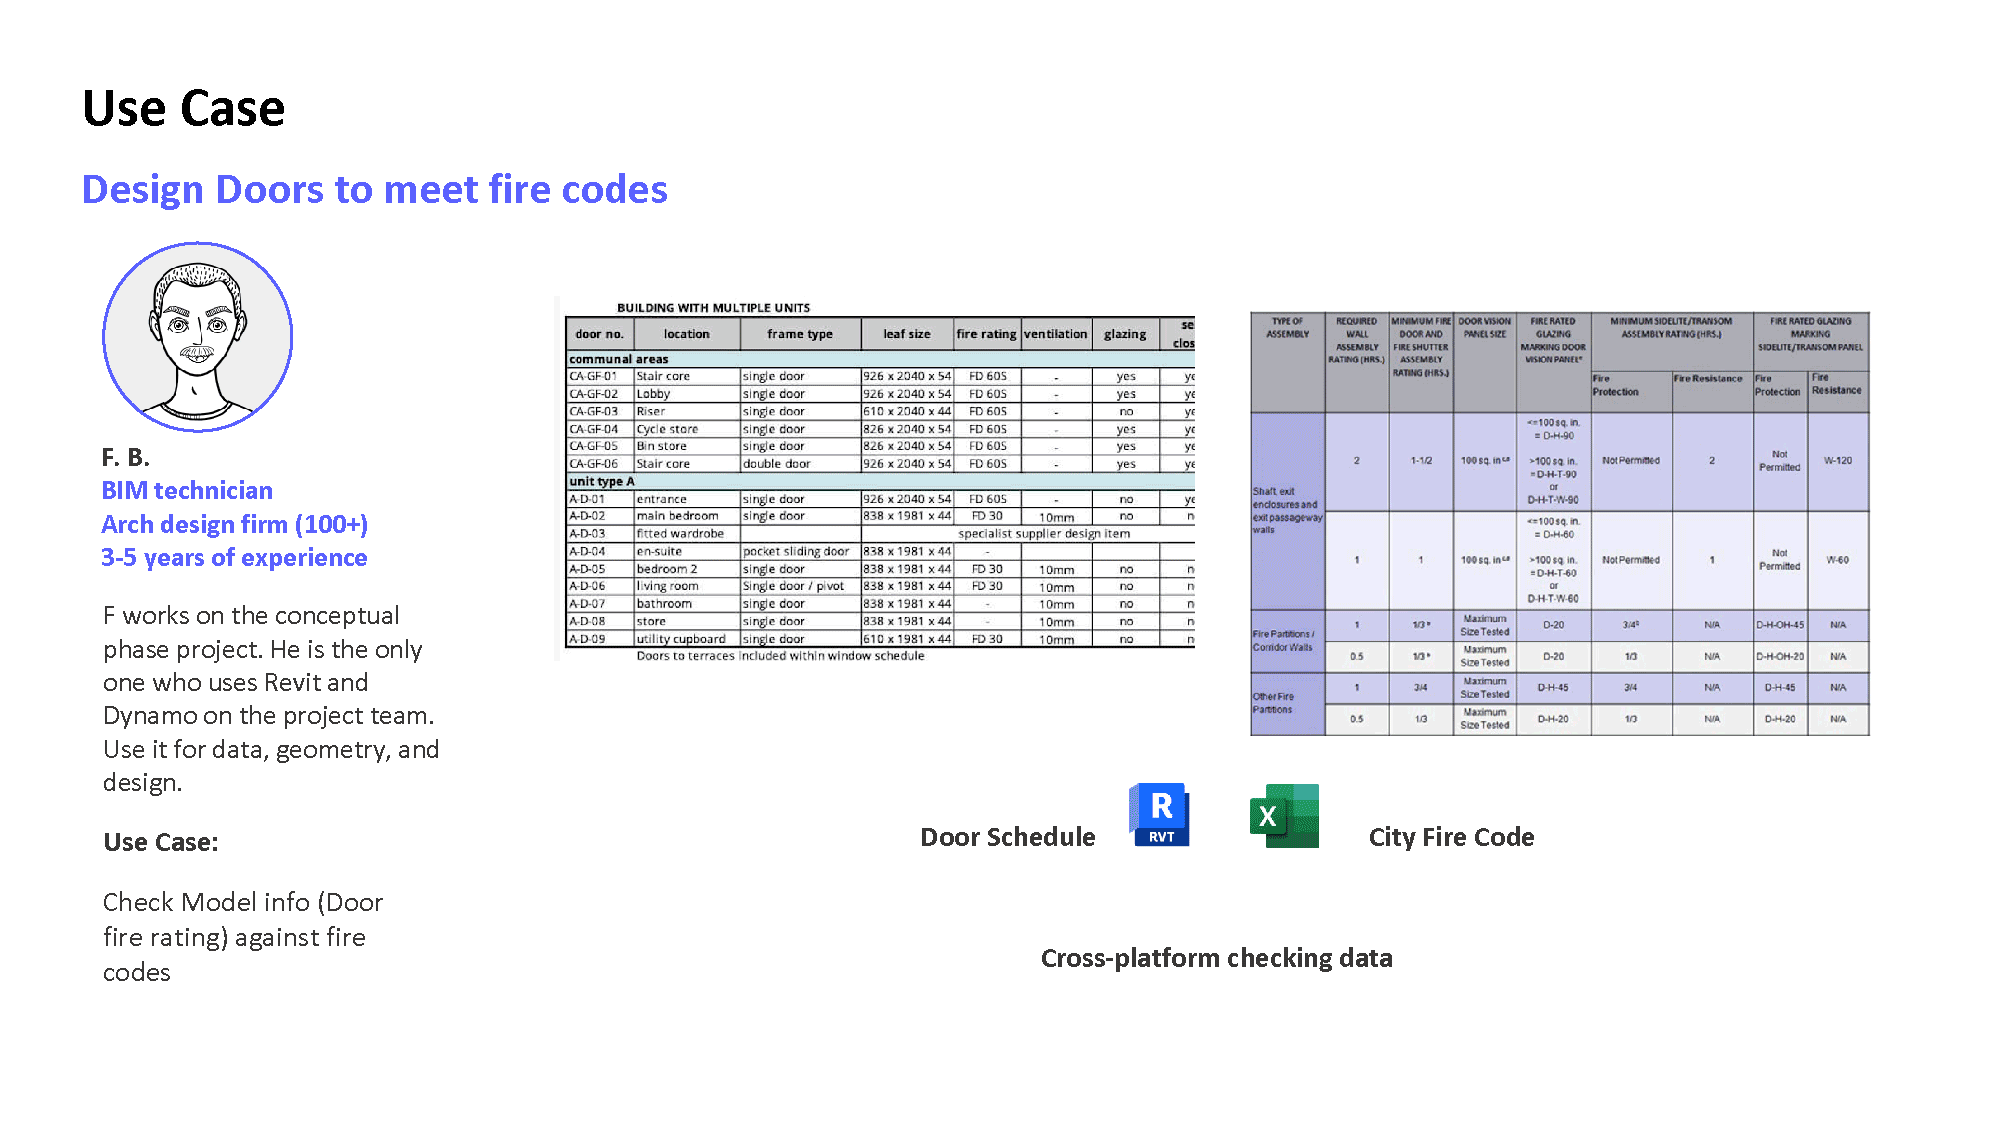 Use Case
Design Doors to meet fire codes
F. B.
BIM technician
Arch design firm (100+)
3-5 years of experience
F works on the conceptual
phase project. He is the only
one who uses Revit and
Dynamo on the project team.
Use it for data, geometry, and
design.
Use Case:
Check Model info (Door
fire rating) against fire
codes
BUILDING WITH MULTIPLE UNITS
door no. location frame type leaf size fire rating ventilation glazing se
clos
communal areas
CA-GF-01 Stair core single door 926 x 2040 x 54 FD 60S - yes ye
CA-GF-02 Lobby single door 926 x 2040 x 54 FD 60S - yes ye
CA-GF-03 Riser single door 610 x 2040 x 44 FD 60S - no ye
CA-GF-04 Cycle store single door 826 x 2040 x 54 FD 60S - yes ye
CA-GF-05 Bin store single door 826 x 2040 x 54 FD 60S - yes ye
CA-GF-06 Stair core double door 926 x 2040 x 54 FD 60S - yes ye
unit type A
A-D-01 entrance single door 926 x 2040 x 54 FD 60S - no ye
A-D-02 main bedroom single door 838 x 1981 x 44 FD 30 10mm no n
A-D-03 fitted wardrobe specialist supplier design item
A-D-04 en-suite pocket sliding door 838 x 1981 x 44 - n
A-D-05 bedroom 2 single door 838 x 1981 x 44 FD 30 10mm no n
A-D-06 living room Single door / pivot 838 x 1981 x 44 FD 30 10mm no n
A-D-07 bathroom single door 838 x 1981 x 44 - 10mm no n
A-D-08 store single door 838 x 1981 x 44 - 10mm no n
A-D-09 utility cupboard single door 610 x 1981 x 44 FD 30 10mm no n
Doors to terraces included within window schedule
TYPE OF ASSEMBLY REQUIRED WALL ASSEMBLY RATING (HRS.) MINIMUM FIRE DOOR AND FIRE SHUTTER ASSEMBLY RATING (HRS.) DOOR VISION PANEL SIZE FIRE RATED GLAZING MARKING DOOR VISION PANEL MINIMUM SIDELITE/TRANSOM ASSEMBLY RATING (HRS.) FIRE RATED GLAZING MARKING SIDELITE/TRANSOM PANEL
Fire Protection Fire Resistance Fire Protection Fire Resistance
Shaft exit enclosures and exit passageway walls
2 1-1/2 100 sq. in <=100 sq. in. = D-H-90 >100 sq. in. = D-H-T-90 or D-H-T-W-90 Not Permitted 2 Not Permitted W-120
1 1 100 sq. in <=100 sq. in. = D-H-60 >100 sq. in. = D-H-T-60 or D-H-T-W-60 Not Permitted 1 Not Permitted W-60
Fire Partitions / Corridor Walls
1 1/3 Maximum Size Tested D-20 3/4 N/A D-H-OH-45 N/A
0.5 1/3 Maximum Size Tested D-20 1/3 N/A D-H-OH-20 N/A
Other Fire Partitions
1 3/4 Maximum Size Tested D-H-45 3/4 N/A D-H-45 N/A
0.5 1/3 Maximum Size Tested D-H-20 1/3 N/A D-H-20 N/A
Door Schedule
R
RVT
X
City Fire Code
Cross-platform checking data